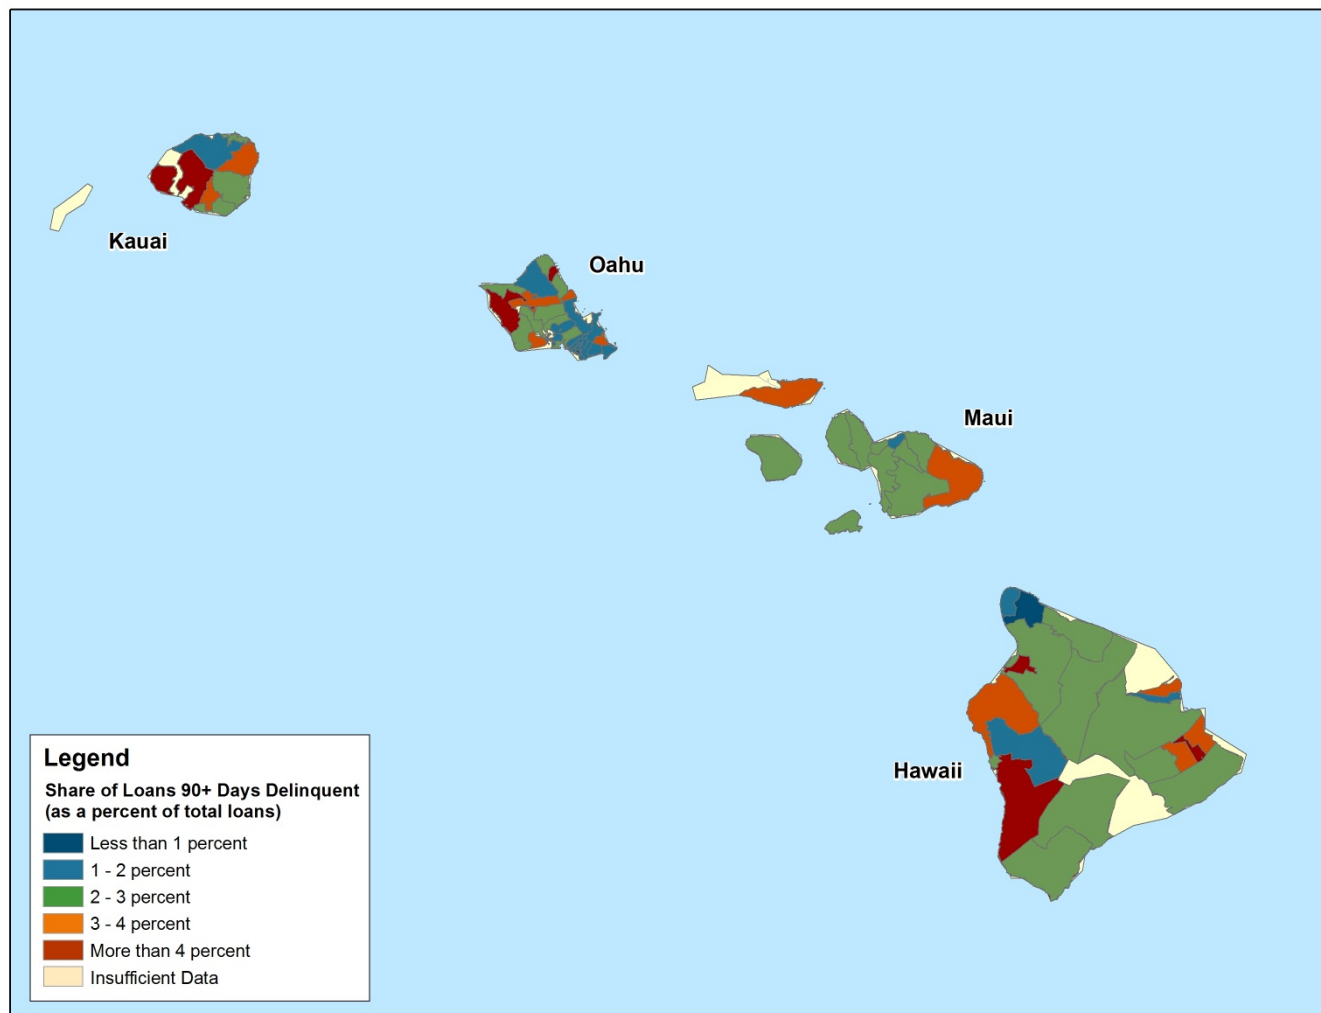 Kauai
Oahu
Maui
Hawaii
Legend
Share of Loans 90+ Days Delinquent
(as a percent of total loans)
Less than 1 percent
1 - 2 percent
2 - 3 percent
3 - 4 percent
More than 4 percent
Insufficient Data